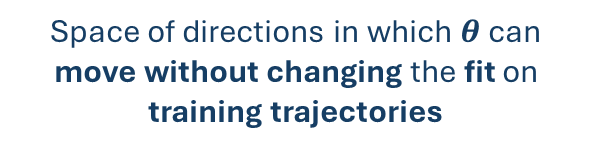 Space of directions in which θ can
move without changing the fit on
training trajectories